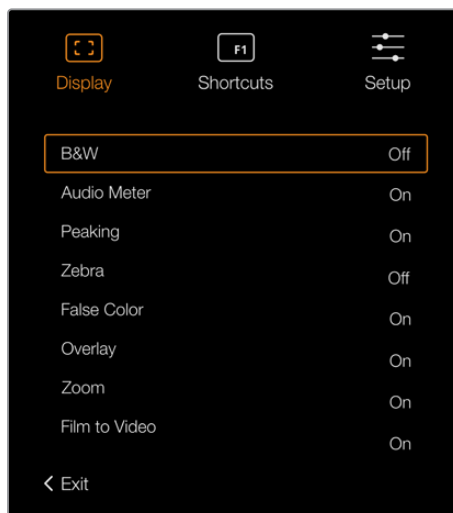 F1
Display Shortcuts Setup
B&W Off
Audio Meter On
Peaking On
Zebra Off
False Color On
Overlay On
Zoom On
Film to Video On
Exit